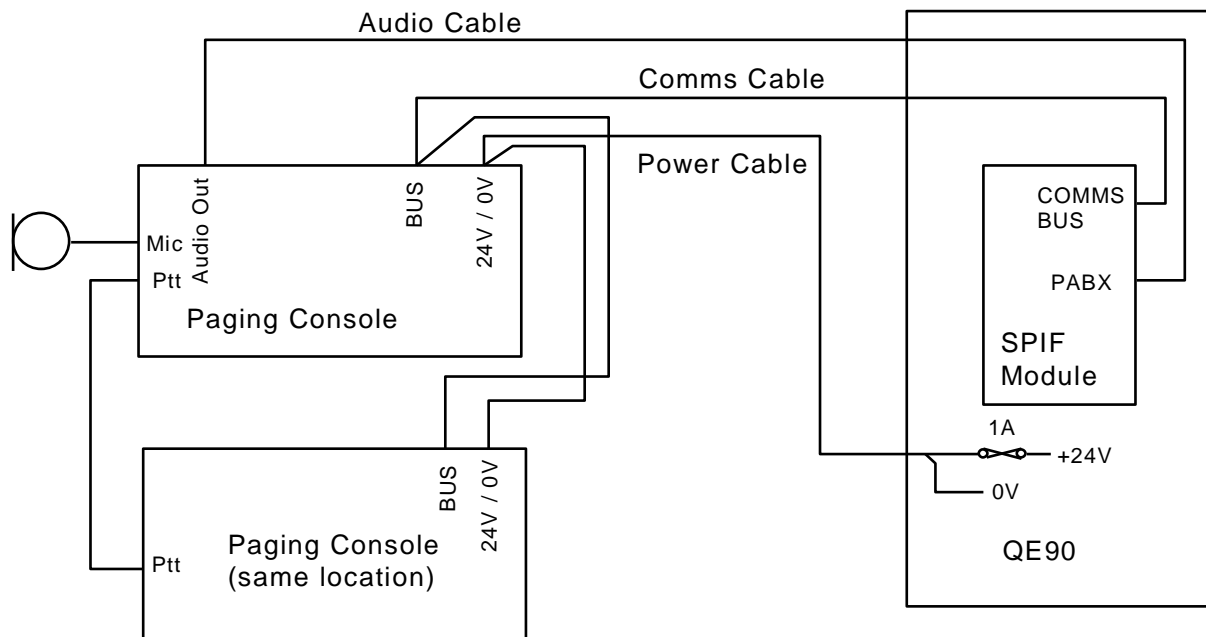 Audio Cable
Comms Cable
Power Cable
Audio Out
BUS
24V / 0V
Mic
Ptt
Paging Console
COMMS
BUS
PABX
SPIF
Module
1A
+24V
0V
QE90
BUS
24V / 0V
Ptt
Paging Console
(same location)